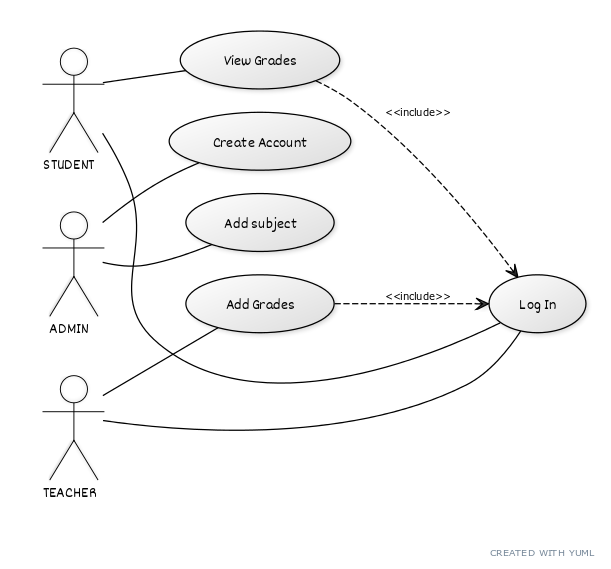 View Grades
<<include>>
Create Account
STUDENT
Add subject
Add Grades
<<include>>
Log In
ADMIN
TEACHER
CREATED WITH YUML